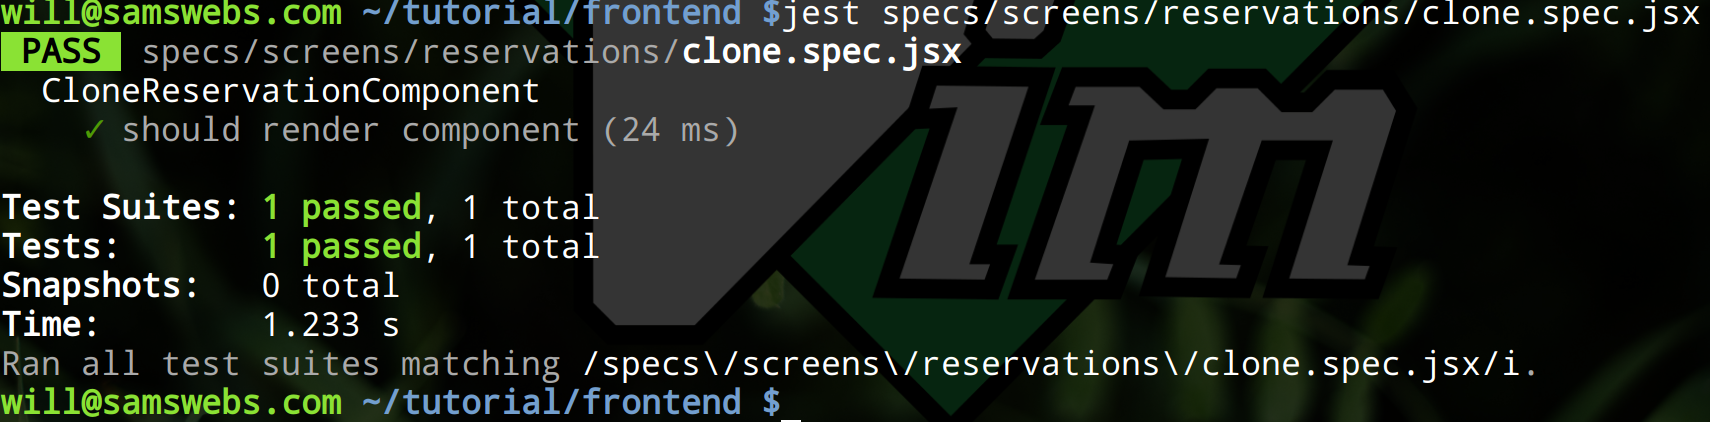 will@samswebs.com ~/tutorial/frontend $jest specs/screens/reservations/clone.spec.jsx
PASS specs/screens/reservations/clone.spec.jsx
CloneReservationComponent
✓ should render component (24 ms)
Test Suites: 1 passed, 1 total
Tests: 1 passed, 1 total
Snapshots: 0 total
Time: 1.233 s
Ran all test suites matching /specs\/screens\/reservations\/clone.spec.jsx/i.
will@samswebs.com ~/tutorial/frontend $
Vim